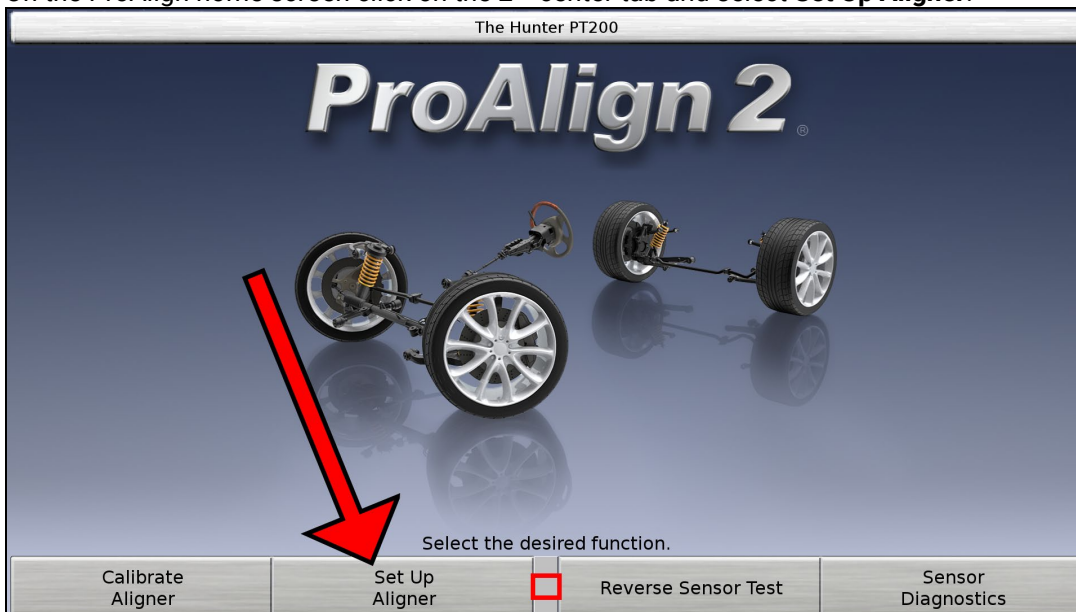 The Hunter PT200
ProAlign 2®
Select the desired function.
Calibrate
Aligner
Set Up
Aligner
Reverse Sensor Test
Sensor
Diagnostics